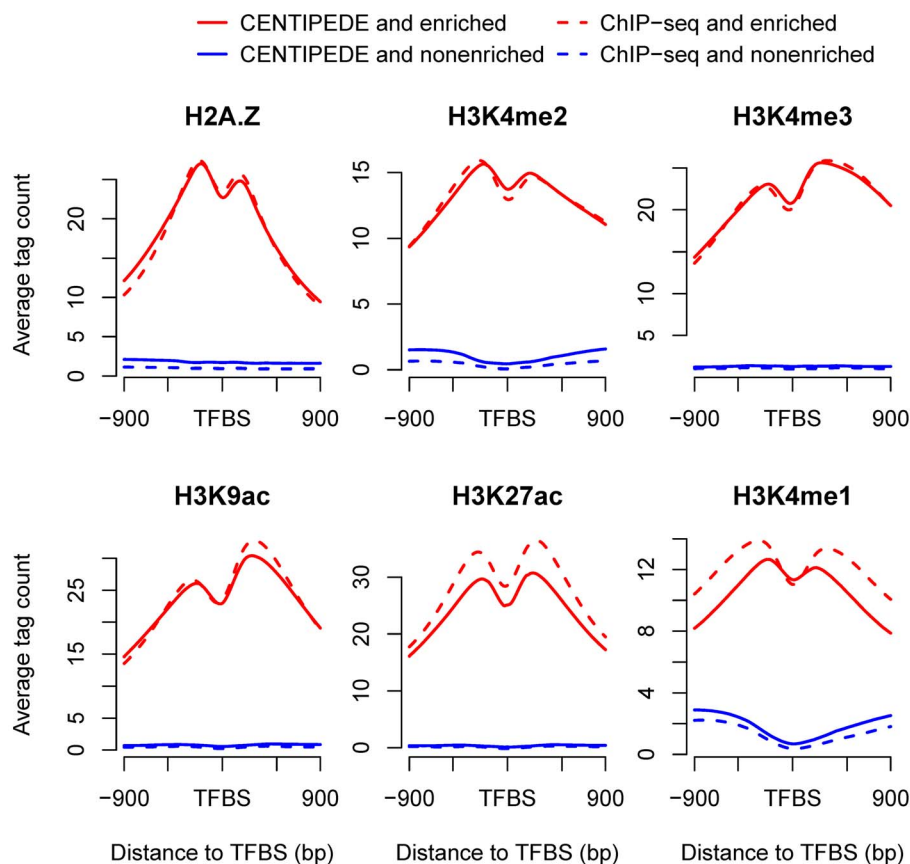 CENTIPEDE and enriched ChIP−seq and enriched
CENTIPEDE and nonenriched ChIP−seq and nonenriched
H2A.Z H3K4me2 H3K4me3
Average tag count
0 5 10 20
0 5 10 15
5 10 20
−900 TFBS 900 −900 TFBS 900 −900 TFBS 900
H3K9ac H3K27ac H3K4me1
Average tag count
0 5 15 25
0 10 20 30
0 2 4 8 12
−900 TFBS 900 −900 TFBS 900 −900 TFBS 900
Distance to TFBS (bp) Distance to TFBS (bp) Distance to TFBS (bp)